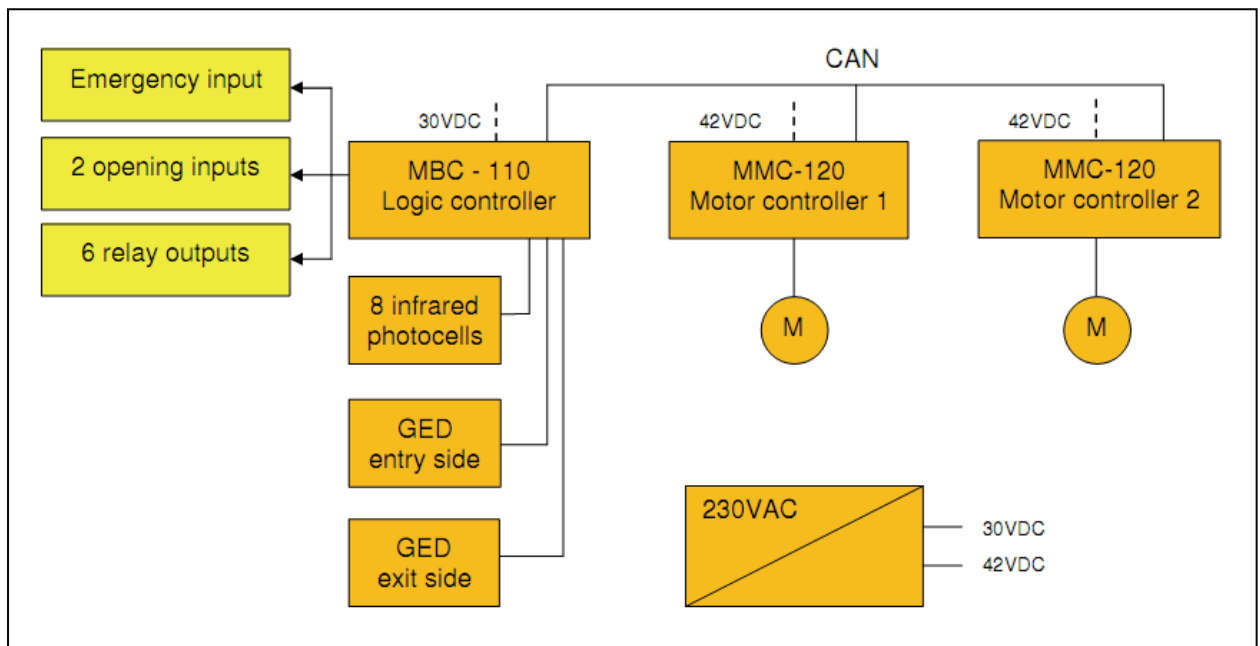 Emergency input
2 opening inputs
6 relay outputs
CAN
30VDC
MBC - 110
Logic controller
42VDC
MMC-120
Motor controller 1
42VDC
MMC-120
Motor controller 2
8 infrared
photocells
M
M
GED
entry side
GED
exit side
230VAC
30VDC
42VDC